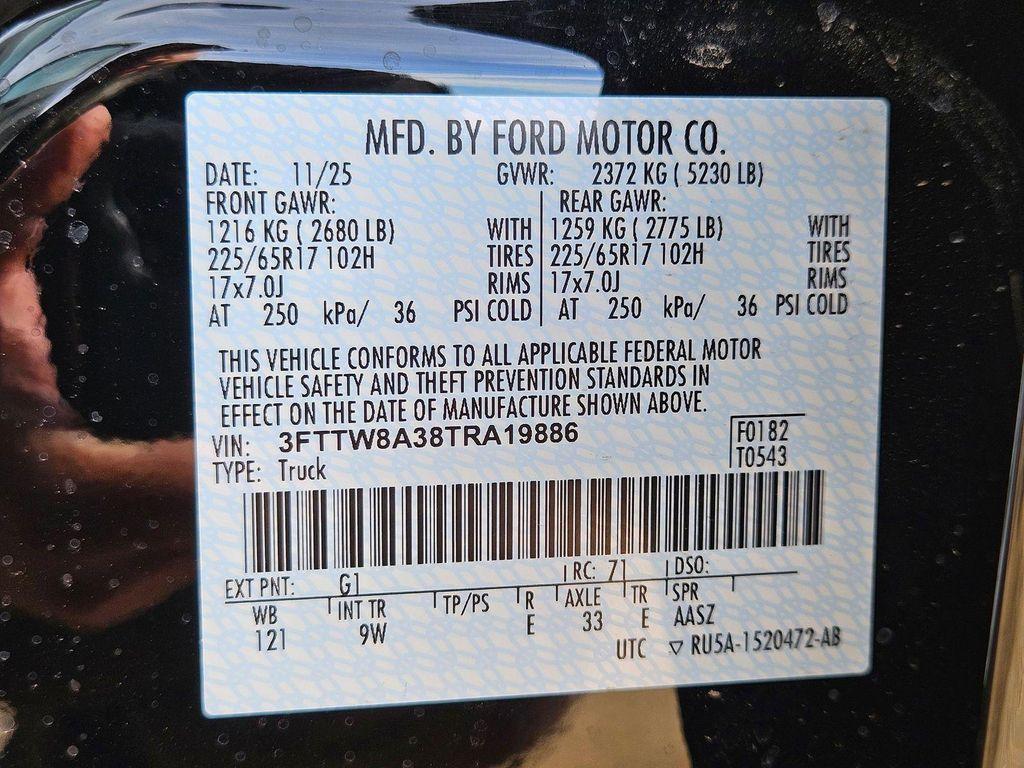 MFD. BY FORD MOTOR CO.
DATE: 11/25 GVWR: 2372 KG ( 5230 LB)
FRONT GAWR: REAR GAWR:
1216 KG ( 2680 LB) WITH 1259 KG ( 2775 LB) WITH
225/65R17 102H TIRES 225/65R17 102H TIRES
17x7.0J RIMS 17x7.0J RIMS
AT 250 kPa/ 36 PSI COLD AT 250 kPa/ 36 PSI COLD
THIS VEHICLE CONFORMS TO ALL APPLICABLE FEDERAL MOTOR
VEHICLE SAFETY AND THEFT PREVENTION STANDARDS IN
EFFECT ON THE DATE OF MANUFACTURE SHOWN ABOVE.
VIN: 3FTTW8A38TRA19886 F0182
TYPE: Truck T0543
EXT PNT: G1 RC: 71 DSO:
WB INT TR TP/PS R AXLE TR SPR
121 9W E 33 E AASZ
UTC ▽ RU5A-1520472-AB